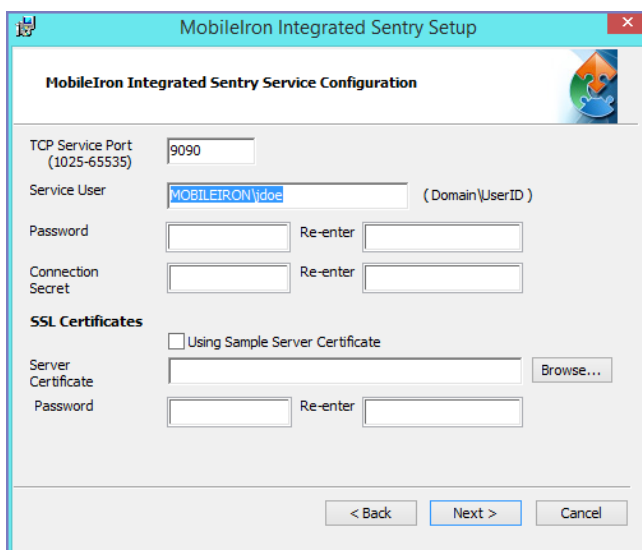 MobileIron Integrated Sentry Setup
MobileIron Integrated Sentry Service Configuration
TCP Service Port
(1025-65535)
9090
Service User
MOBILEIRON\jdoe
( Domain\UserID )
Password
Re-enter
Connection
Secret
Re-enter
SSL Certificates
Using Sample Server Certificate
Server
Certificate
Browse...
Password
Re-enter
< Back
Next >
Cancel